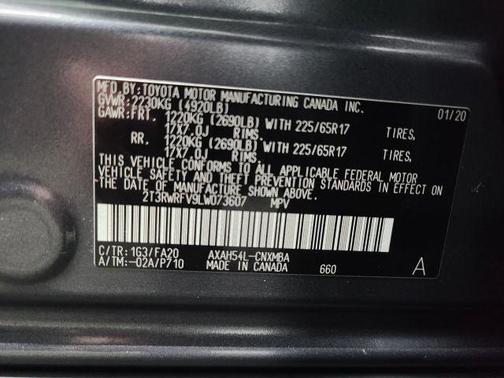 MFD.BY:TOYOTA MOTOR MANUFACTURING CANADA INC.
GVWR:2230KG (4920LB) 01/20
GAWR:FRT. 1220KG (2690LB) WITH 225/65R17 TIRES,
17X7.0J RIMS,
RR. 1220KG (2690LB) WITH 225/65R17 TIRES,
17X7.0J RIMS,
THIS VEHICLE CONFORMS TO ALL APPLICABLE FEDERAL MOTOR
VEHICLE SAFETY AND THEFT PREVENTION STANDARDS IN EFFECT ON
THE DATE OF MANUFACTURE SHOWN ABOVE.
2T3RWRFV9LW073607 MPV
C/TR:1G3/FA20 AXAH54L-CNXMBA
A/TM:-02A/P710 MADE IN CANADA 660 A